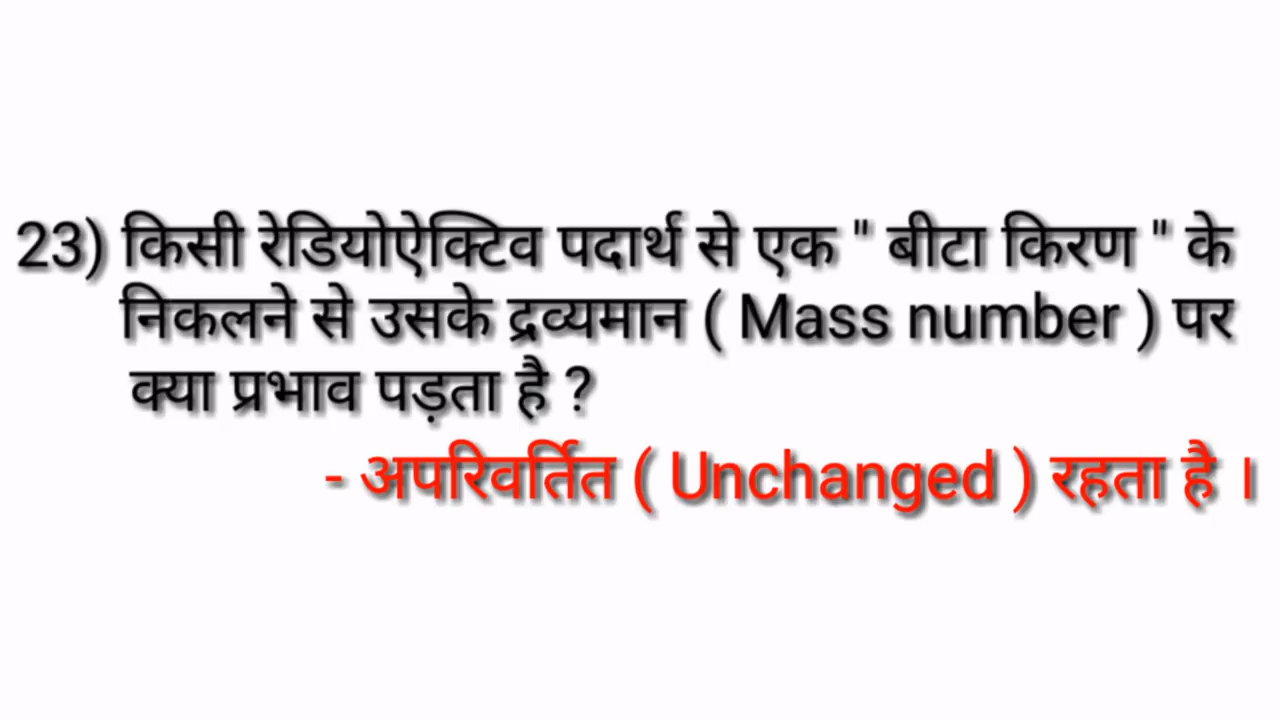 23) किसी रेडियोऐक्टिव पदार्थ से एक " बीटा किरण " के
निकलने से उसके द्रव्यमान ( Mass number ) पर
क्या प्रभाव पड़ता है ?
- अपरिवर्तित ( Unchanged ) रहता है ।